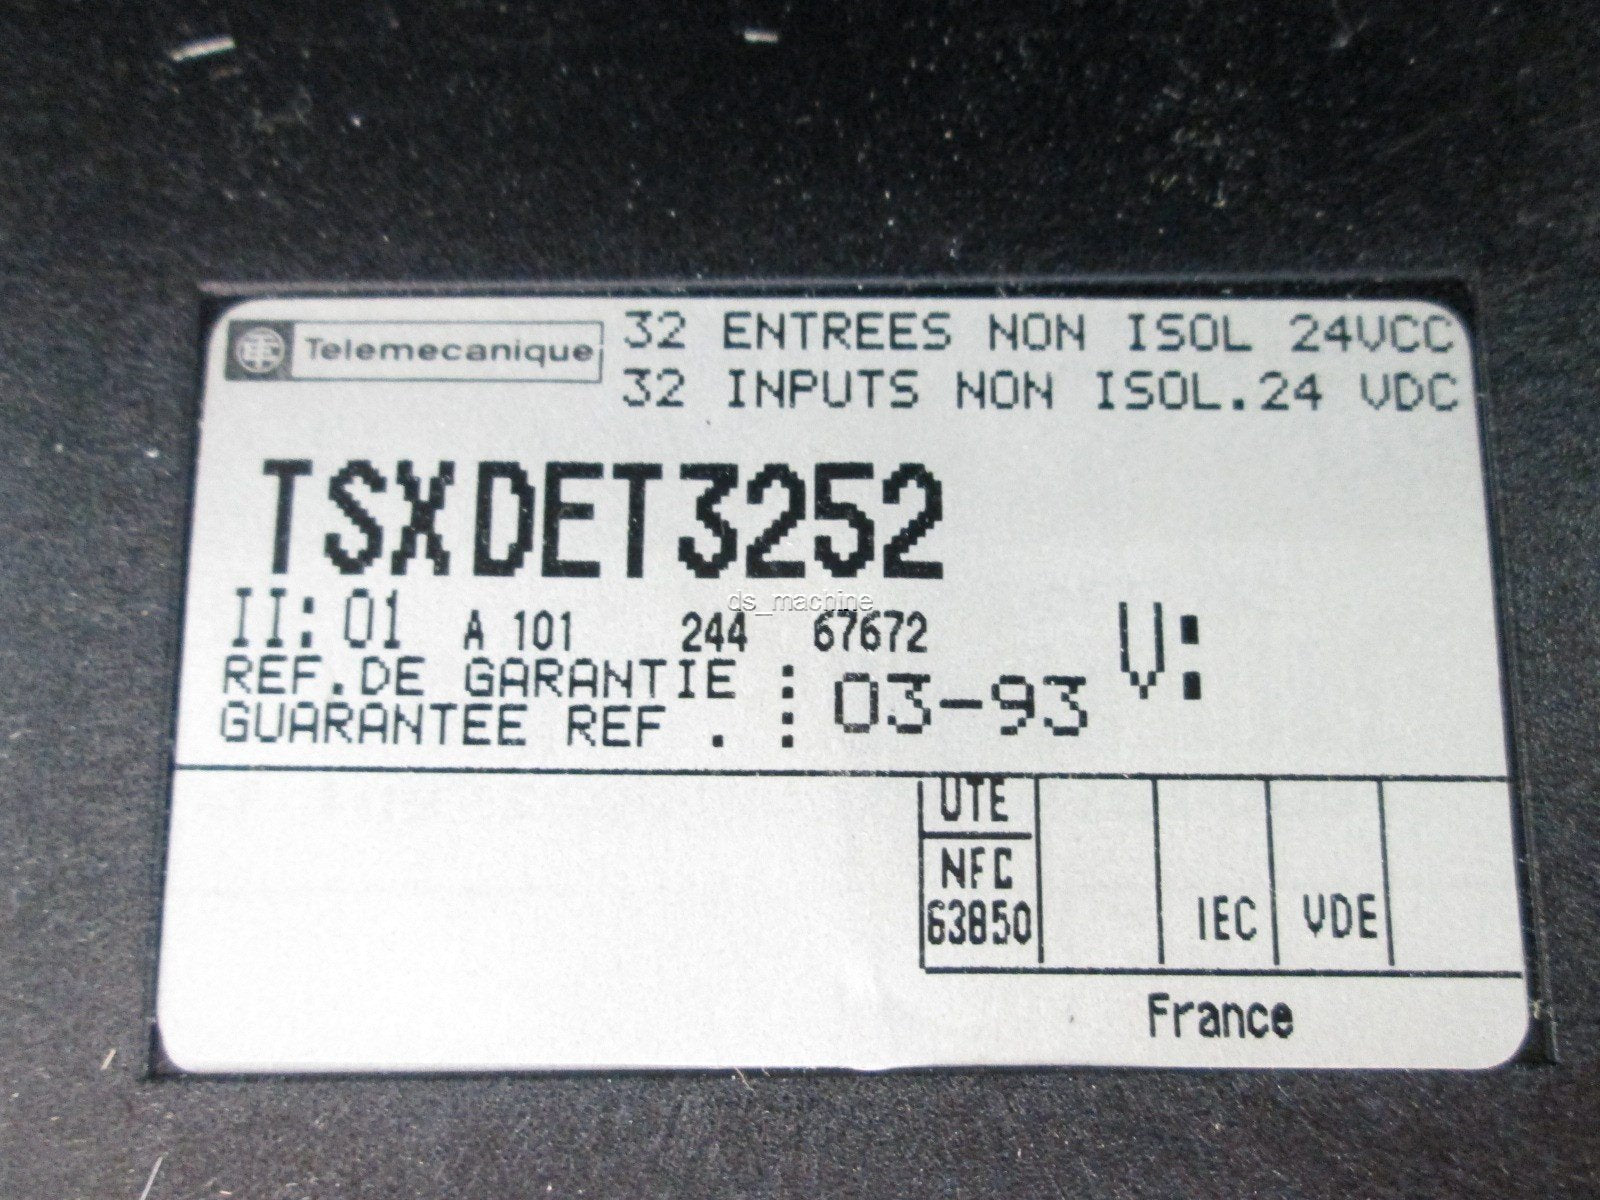 Telemecanique
32 ENTREES NON ISOL 24VCC
32 INPUTS NON ISOL.24 VDC
TSXDET3252
ds_machine
II: 01 A 101 244 67672 V:
REF.DE GARANTIE :
GUARANTEE REF . : 03-93
UTE
NFC
63850
IEC VDE
France